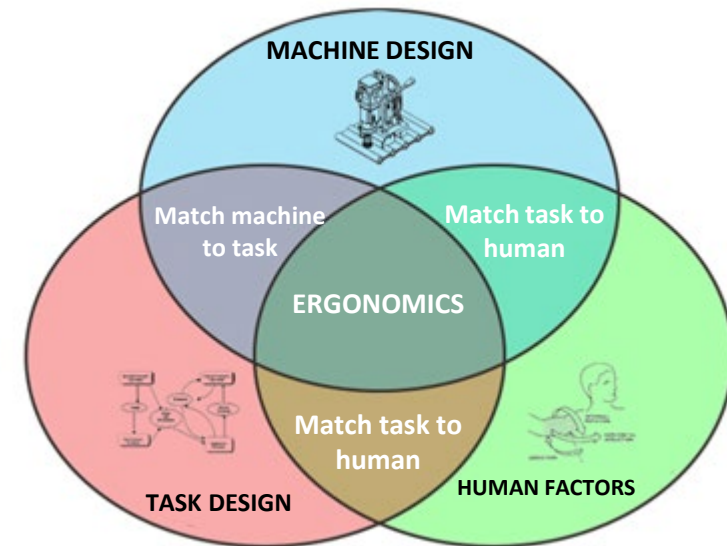 MACHINE DESIGN
Match machine
to task
Match task to
human
ERGONOMICS
Match task to
human
TASK DESIGN
HUMAN FACTORS